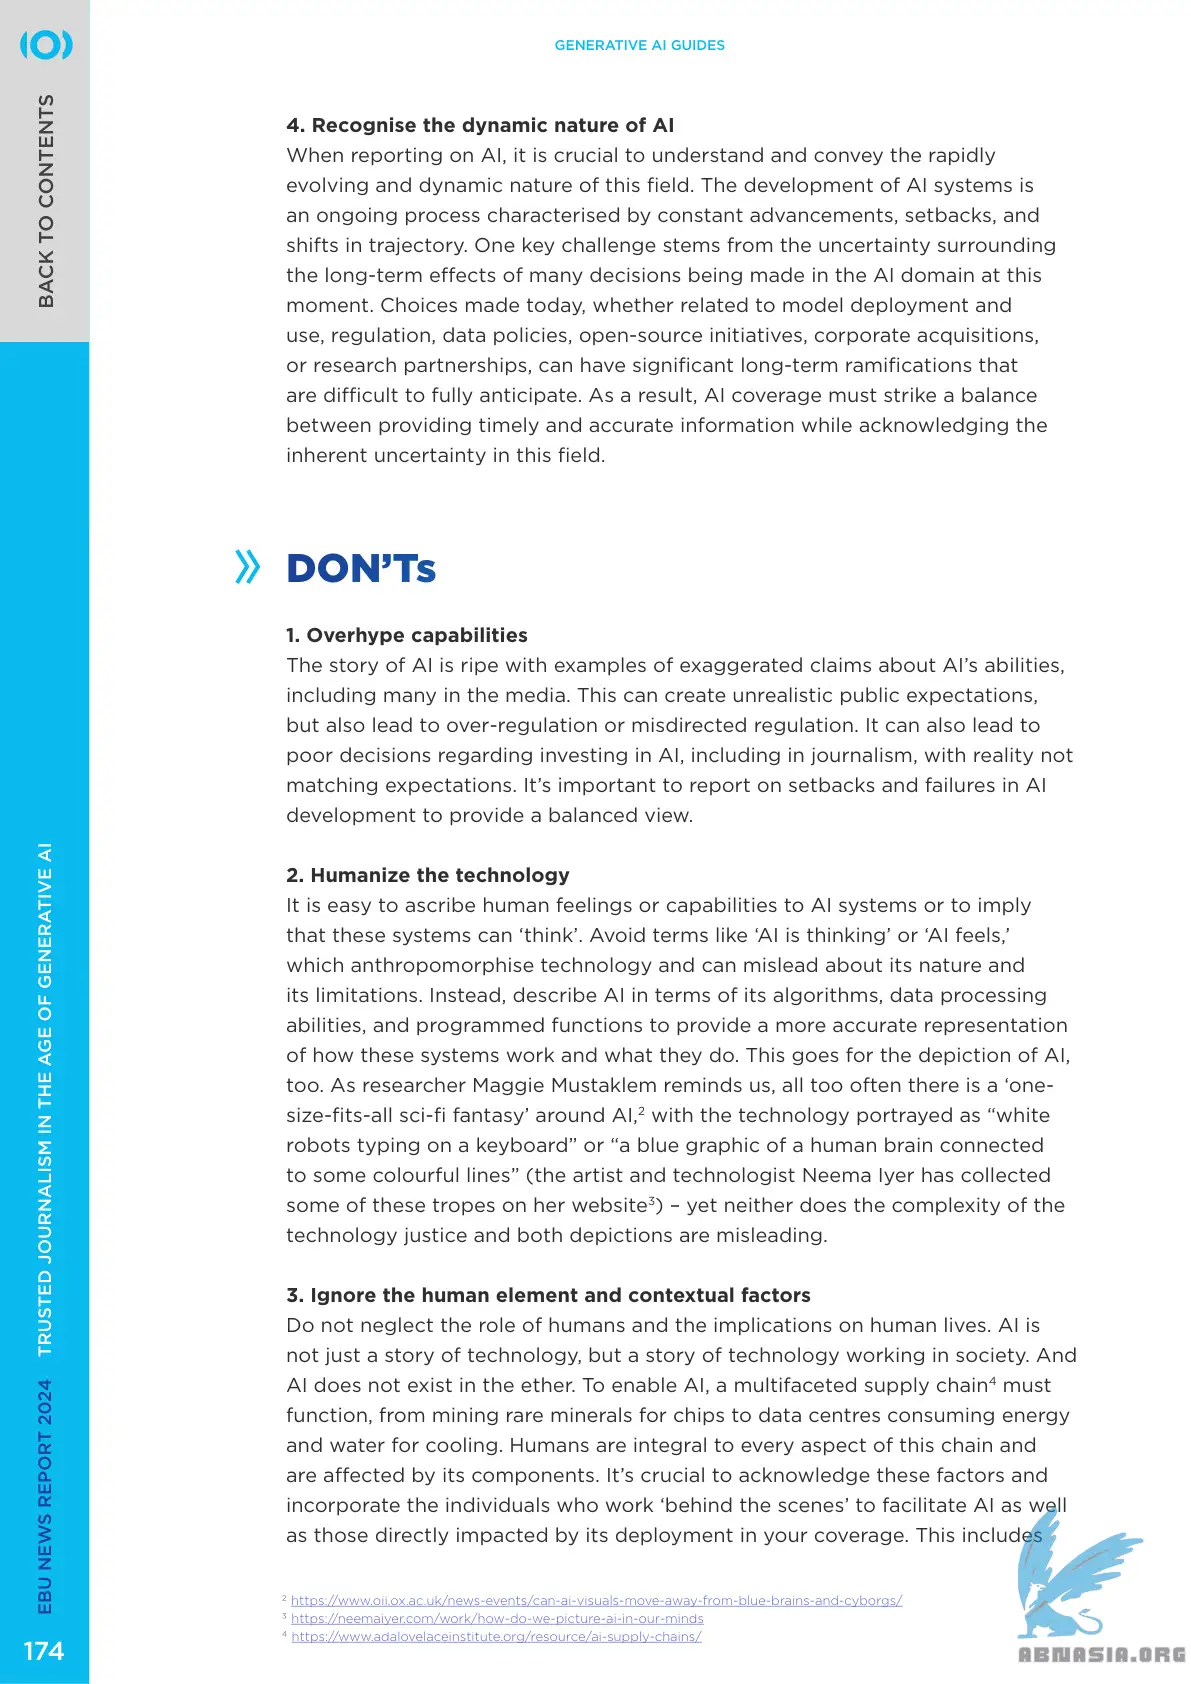 GENERATIVE AI GUIDES
BACK TO CONTENTS
4. Recognise the dynamic nature of AI
When reporting on AI, it is crucial to understand and convey the rapidly
evolving and dynamic nature of this field. The development of AI systems is
an ongoing process characterised by constant advancements, setbacks, and
shifts in trajectory. One key challenge stems from the uncertainty surrounding
the long-term effects of many decisions being made in the AI domain at this
moment. Choices made today, whether related to model deployment and
use, regulation, data policies, open-source initiatives, corporate acquisitions,
or research partnerships, can have significant long-term ramifications that
are difficult to fully anticipate. As a result, AI coverage must strike a balance
between providing timely and accurate information while acknowledging the
inherent uncertainty in this field.
DON’Ts
1. Overhype capabilities
The story of AI is ripe with examples of exaggerated claims about AI’s abilities,
including many in the media. This can create unrealistic public expectations,
but also lead to over-regulation or misdirected regulation. It can also lead to
poor decisions regarding investing in AI, including in journalism, with reality not
matching expectations. It’s important to report on setbacks and failures in AI
development to provide a balanced view.
2. Humanize the technology
It is easy to ascribe human feelings or capabilities to AI systems or to imply
that these systems can ‘think’. Avoid terms like ‘AI is thinking’ or ‘AI feels,’
which anthropomorphise technology and can mislead about its nature and
its limitations. Instead, describe AI in terms of its algorithms, data processing
abilities, and programmed functions to provide a more accurate representation
of how these systems work and what they do. This goes for the depiction of AI,
too. As researcher Maggie Mustaklem reminds us, all too often there is a ‘one-
size-fits-all sci-fi fantasy’ around AI,2 with the technology portrayed as “white
robots typing on a keyboard” or “a blue graphic of a human brain connected
to some colourful lines” (the artist and technologist Neema Iyer has collected
some of these tropes on her website3) – yet neither does the complexity of the
technology justice and both depictions are misleading.
3. Ignore the human element and contextual factors
Do not neglect the role of humans and the implications on human lives. AI is
not just a story of technology, but a story of technology working in society. And
AI does not exist in the ether. To enable AI, a multifaceted supply chain4 must
function, from mining rare minerals for chips to data centres consuming energy
and water for cooling. Humans are integral to every aspect of this chain and
are affected by its components. It’s crucial to acknowledge these factors and
incorporate the individuals who work ‘behind the scenes’ to facilitate AI as well
as those directly impacted by its deployment in your coverage. This includes
2 https://www.oii.ox.ac.uk/news-events/can-ai-visuals-move-away-from-blue-brains-and-cyborgs/
3 https://neemaiyer.com/work/how-do-we-picture-ai-in-our-minds
4 https://www.adalovelaceinstitute.org/resource/ai-supply-chains/
EBU NEWS REPORT 2024 TRUSTED JOURNALISM IN THE AGE OF GENERATIVE AI
174
ABNASIA.ORG